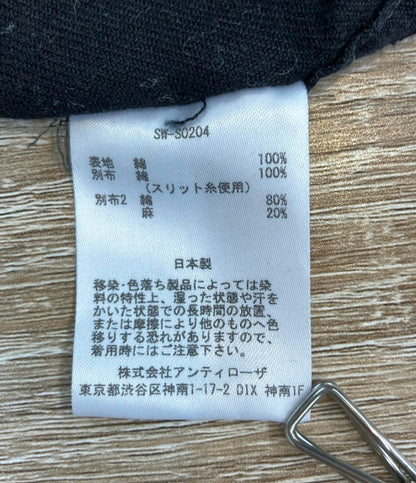 SW-S0204
表地 綿 100%
別布 綿 100%
(スリット糸使用)
別布2 綿 80%
麻 20%
日本製
移染・色落ち製品によっては染
料の特性上、湿った状態や汗を
かいた状態での長時間の放置、
または摩擦により他のものへ色
移りする恐れがありますので、
着用時にはご注意下さい。
株式会社アンティローザ
東京都渋谷区神南1-17-2 DIX 神南1F